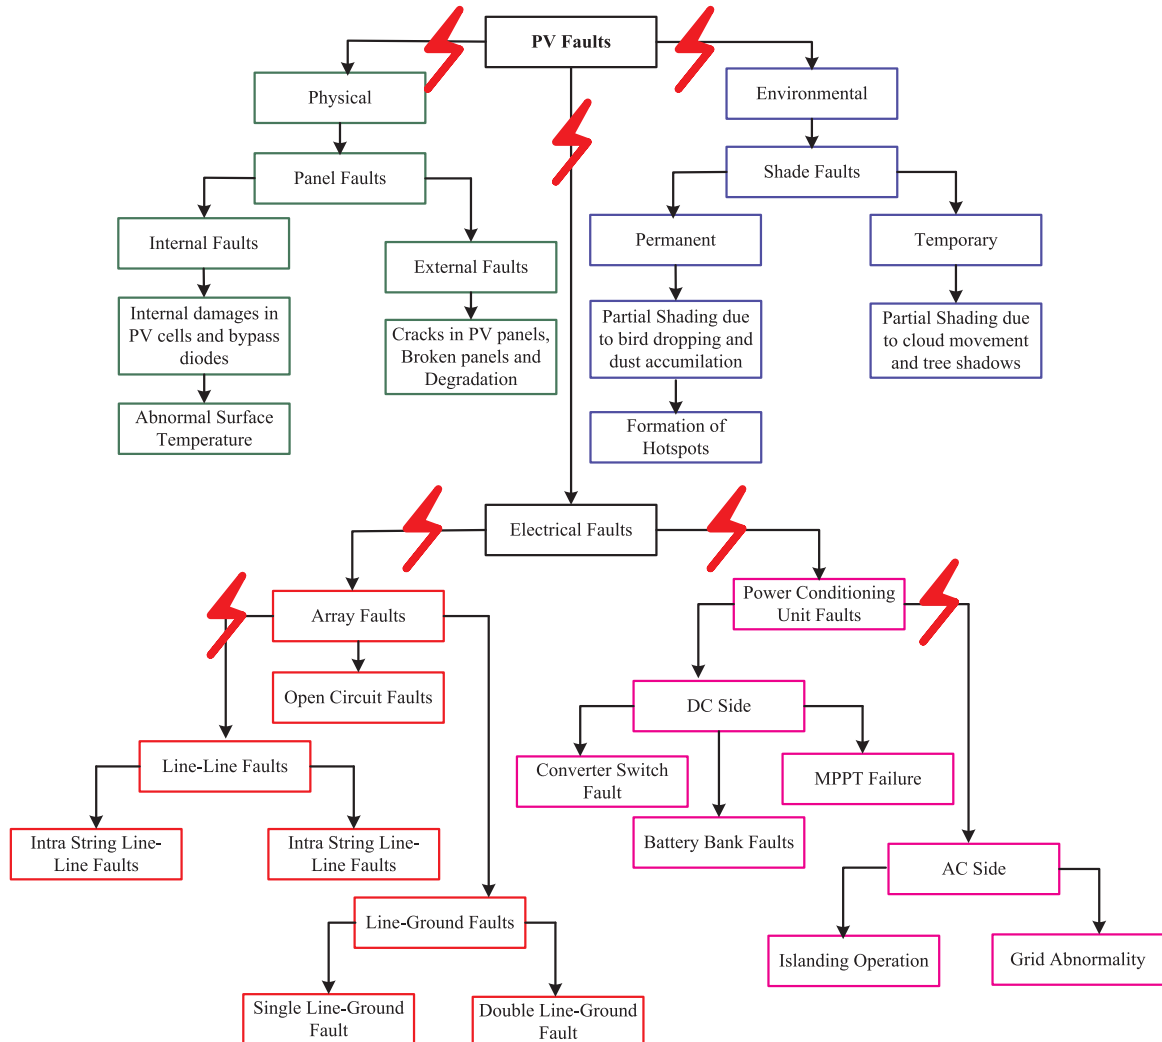 PV Faults
Physical
Environmental
Panel Faults
Shade Faults
Internal Faults
External Faults
Permanent
Temporary
Internal damages in
PV cells and bypass
diodes
Cracks in PV panels,
Broken panels and
Degradation
Partial Shading due
to bird dropping and
dust accumilation
Partial Shading due
to cloud movement
and tree shadows
Abnormal Surface
Temperature
Formation of
Hotspots
Electrical Faults
Array Faults
Power Conditioning
Unit Faults
Open Circuit Faults
DC Side
Line-Line Faults
Converter Switch
Fault
MPPT Failure
Intra String Line-
Line Faults
Intra String Line-
Line Faults
Battery Bank Faults
AC Side
Line-Ground Faults
Islanding Operation
Grid Abnormality
Single Line-Ground
Fault
Double Line-Ground
Fault